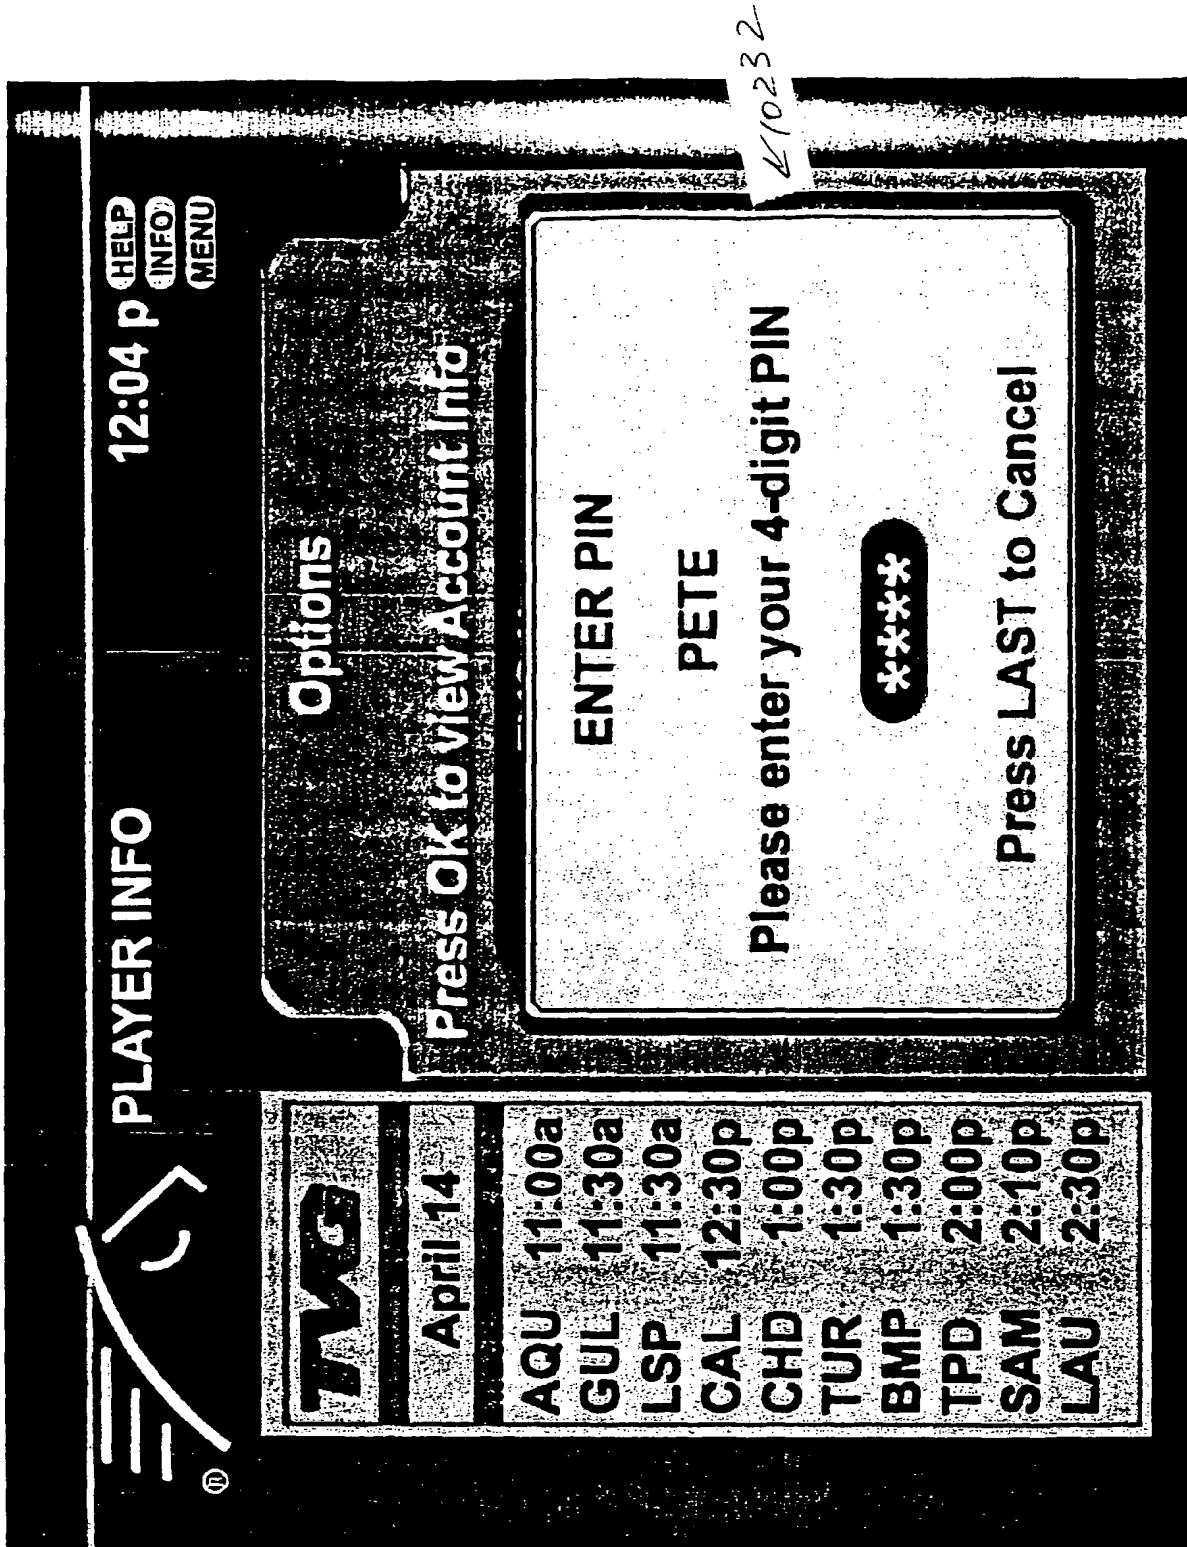 PLAYER INFO
12:04 p
HELP
INFO
MENU
TVG
April 14
AQU 11:00a
GUL 11:30a
LSP 11:30a
CAL 12:30p
CHD 1:00p
TUR 1:30p
BMP 1:30p
TPD 2:00p
SAM 2:10p
LAU 2:30p
Options
Press OK to view Account Info
ENTER PIN
PETE
Please enter your 4-digit PIN
****
Press LAST to Cancel
10232
®